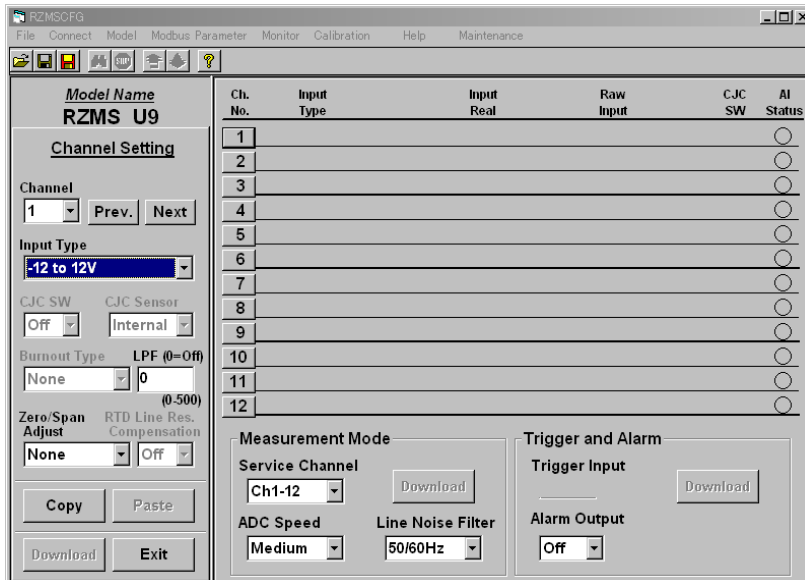 RZMSCFG
File Connect Model Modbus Parameter Monitor Calibration Help Maintenance
STOP
?
Model Name
RZMS U9
Channel Setting
Channel
1 Prev. Next
Input Type
-12 to 12V
CJC SW CJC Sensor
Off Internal
Burnout Type LPF (0=Off)
None 0
(0-500)
Zero/Span Adjust RTD Line Res. Compensation
None Off
Copy Paste
Download Exit
Ch. No. Input Type Input Real Raw Input CJC SW AI Status
1
2
3
4
5
6
7
8
9
10
11
12
Measurement Mode
Service Channel
Ch1-12 Download
ADC Speed Line Noise Filter
Medium 50/60Hz
Trigger and Alarm
Trigger Input
Download
Alarm Output
Off